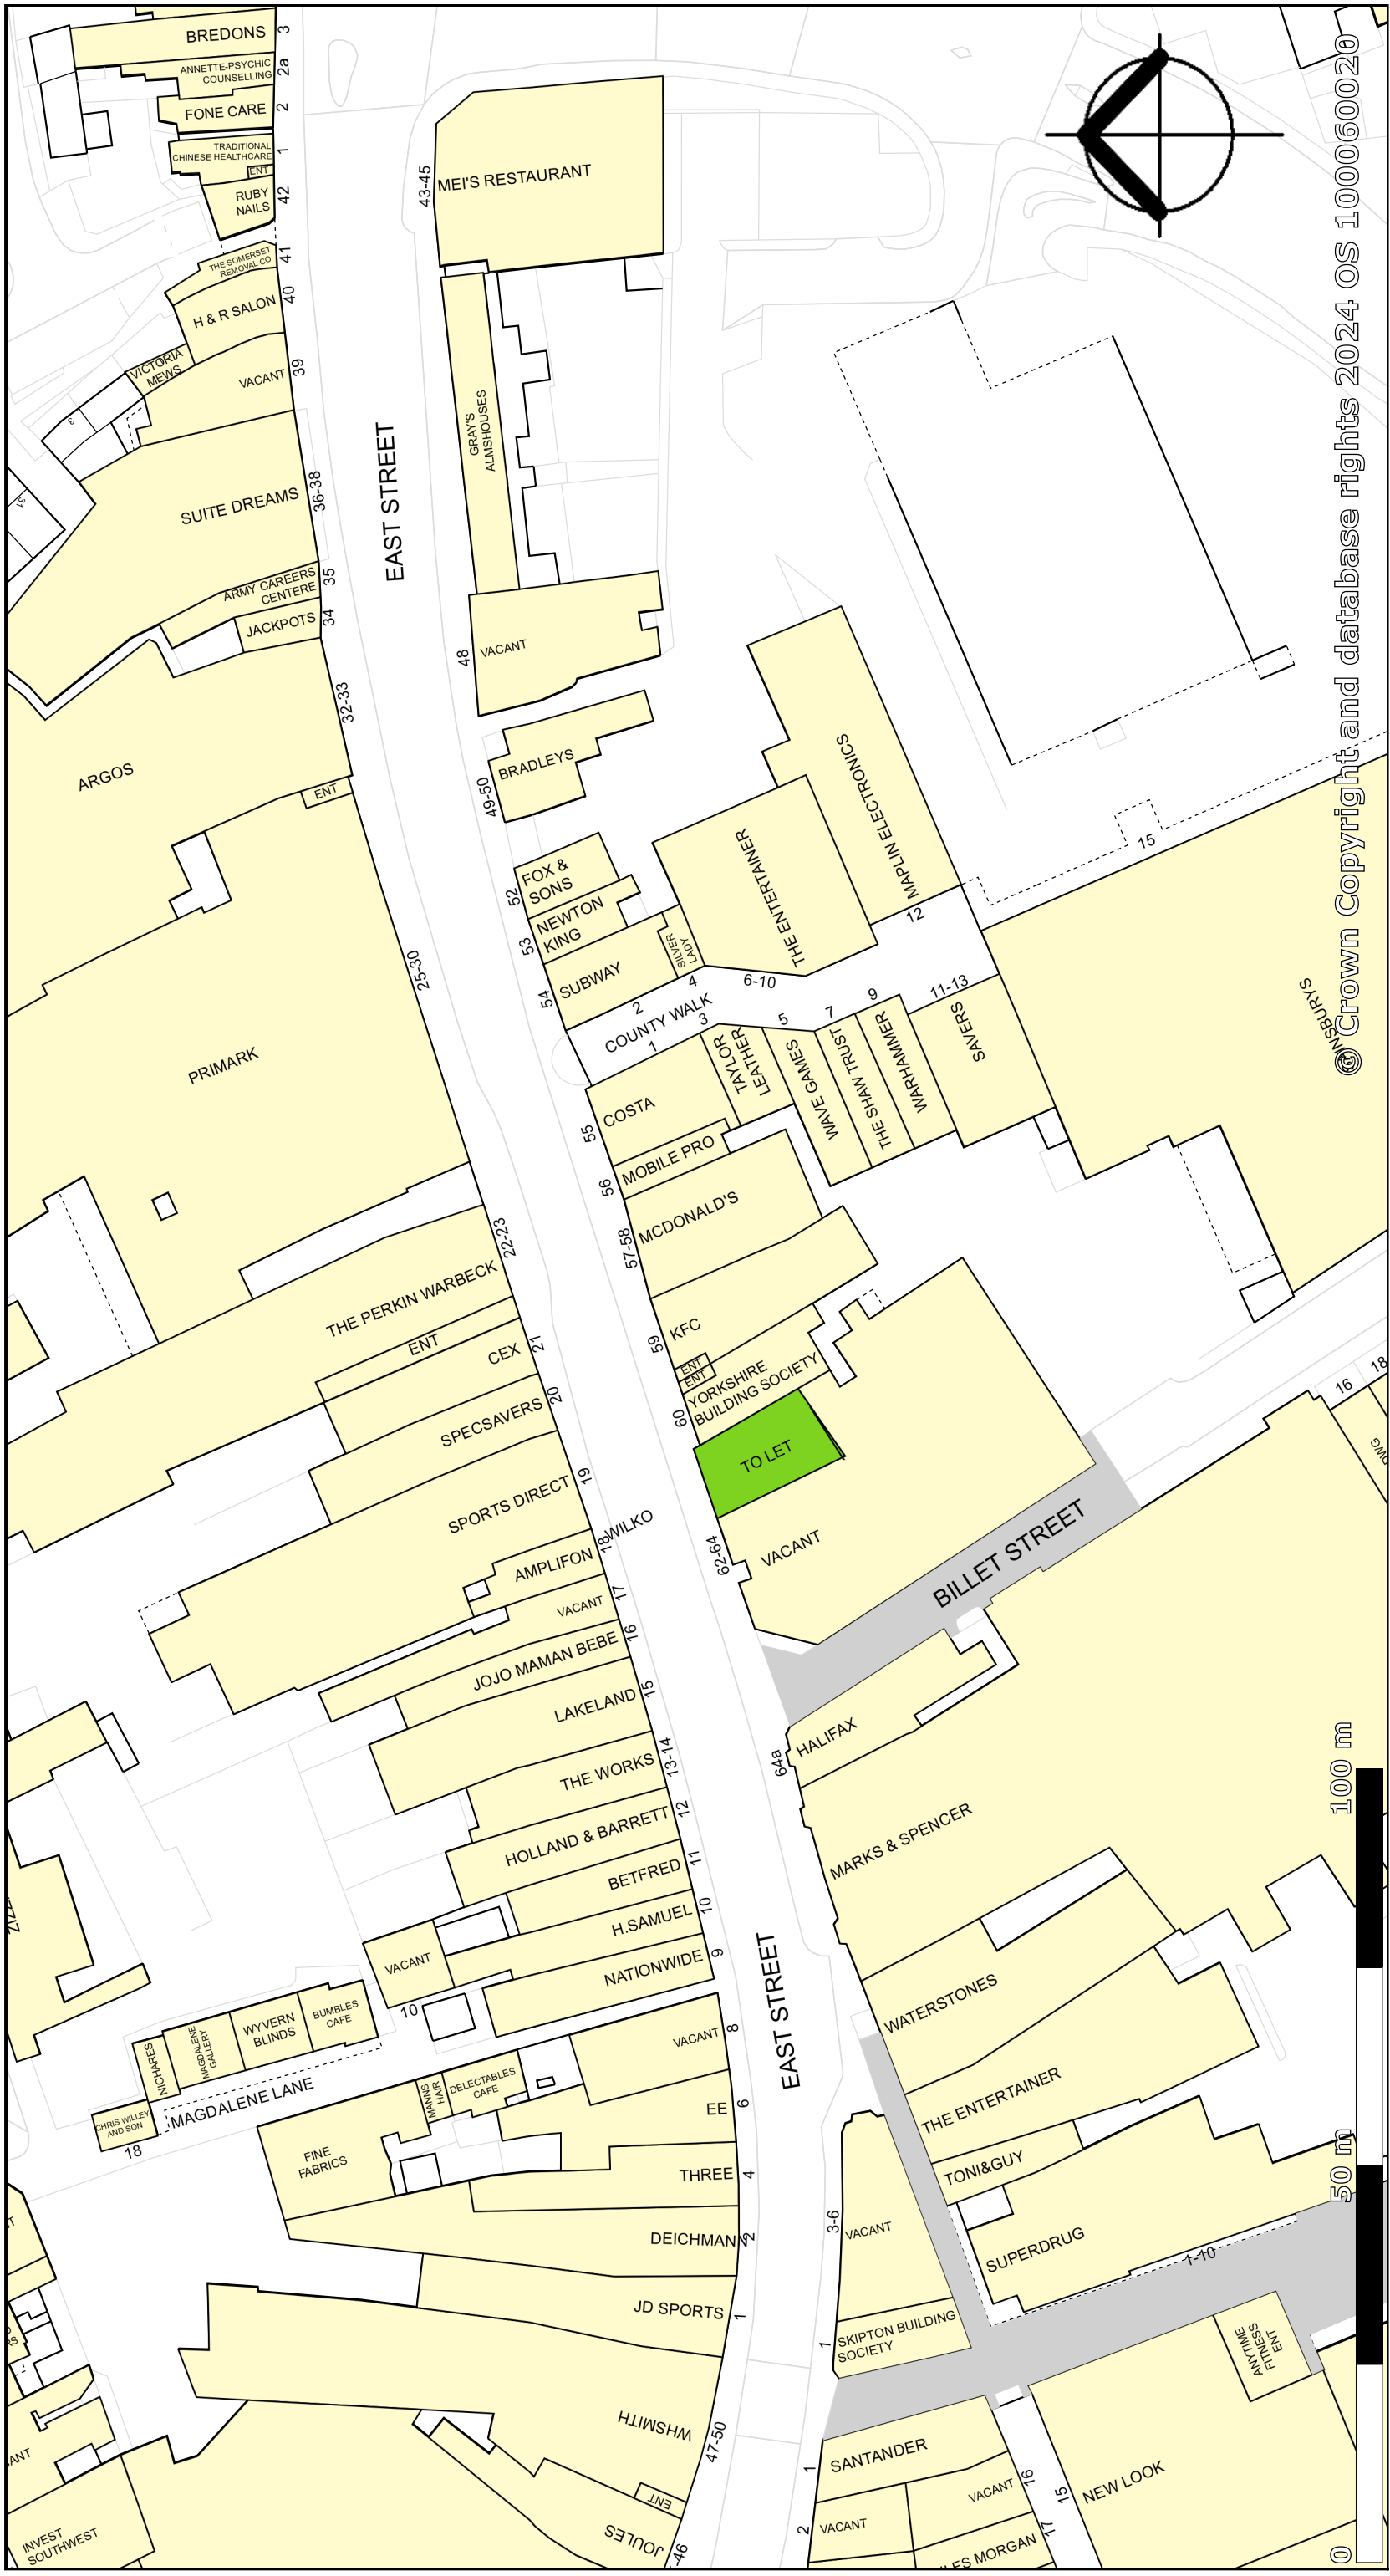 BREDONS
3
ANNETTE-PSYCHIC
COUNSELLING
2a
FONE CARE
2
TRADITIONAL
CHINESE HEALTHCARE
1
ENT
RUBY
NAILS
42
THE SOMERSET
REMOVAL CO
41
H & R SALON
40
VICTORIA
MEWS
VACANT
39
3
31
SUITE DREAMS
36-38
ARMY CAREERS
CENTERE
35
JACKPOTS
34
32-33
ARGOS
ENT
25-30
PRIMARK
EAST STREET
43-45
MEI'S RESTAURANT
GRAY'S
ALMSHOUSES
48
VACANT
49-50
BRADLEYS
52
FOX &
SONS
53
NEWTON
KING
54
SUBWAY
SILVER
LADY
2
4
6-10
THE ENTERTAINER
MAPLIN ELECTRONICS
12
15
COUNTY WALK
1
3
5
7
9
11-13
TAYLOR
LEATHER
WAVE GAMES
THE SHAW TRUST
WARHAMMER
SAVERS
INSBURYS
55
COSTA
56
MOBILE PRO
57-58
MCDONALD'S
59
KFC
ENT
ENT
60
YORKSHIRE
BUILDING SOCIETY
TO LET
62-64
VACANT
BILLET STREET
16
18
22-23
THE PERKIN WARBECK
ENT
CEX
21
SPECSAVERS
20
SPORTS DIRECT
19
WILKO
18
AMPLIFON
17
VACANT
16
JOJO MAMAN BEBE
15
LAKELAND
13-14
THE WORKS
12
HOLLAND & BARRETT
11
BETFRED
10
H.SAMUEL
9
NATIONWIDE
VACANT
10
BUMBLES
CAFE
WYVERN
BLINDS
MAGDALENE
GALLERY
NICHARES
CHRIS WILLEY
AND SON
18
MAGDALENE LANE
MANNS
HAIR
DELECTABLES
CAFE
VACANT
8
EE
6
FINE
FABRICS
THREE
4
DEICHMANN
2
JD SPORTS
1
WHSMITH
47-50
ENT
JOULES
-46
INVEST
SOUTHWEST
EAST STREET
64a
HALIFAX
MARKS & SPENCER
WATERSTONES
THE ENTERTAINER
TONI&GUY
SUPERDRUG
1-10
3-6
VACANT
1
SKIPTON BUILDING
SOCIETY
ANYTIME
FITNESS
ENT
1
SANTANDER
2
VACANT
VACANT
16
17
LES MORGAN
15
NEW LOOK
© Crown Copyright and database rights 2024 OS 100060020
100 m
50 m
0